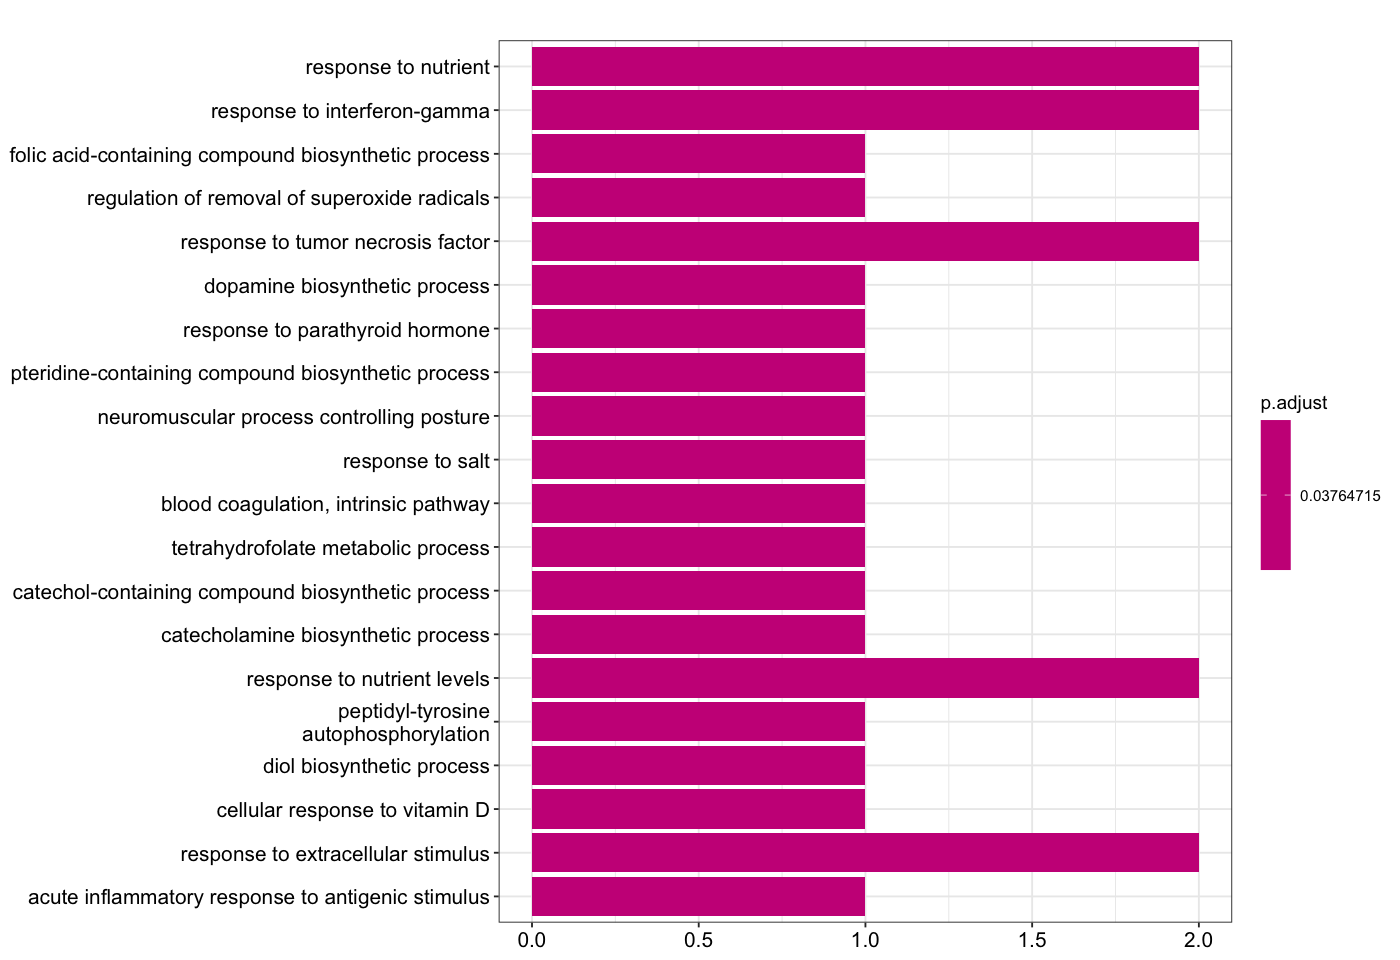 response to nutrient
response to interferon-gamma
folic acid-containing compound biosynthetic process
regulation of removal of superoxide radicals
response to tumor necrosis factor
dopamine biosynthetic process
response to parathyroid hormone
pteridine-containing compound biosynthetic process
neuromuscular process controlling posture
response to salt
blood coagulation, intrinsic pathway
tetrahydrofolate metabolic process
catechol-containing compound biosynthetic process
catecholamine biosynthetic process
response to nutrient levels
peptidyl-tyrosine
autophosphorylation
diol biosynthetic process
cellular response to vitamin D
response to extracellular stimulus
acute inflammatory response to antigenic stimulus
0.0 0.5 1.0 1.5 2.0
p.adjust
0.03764715